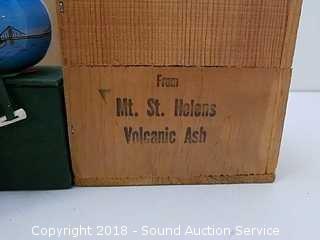 From
Mt. St. Helens
Volcanic Ash
Copyright 2018 - Sound Auction Service